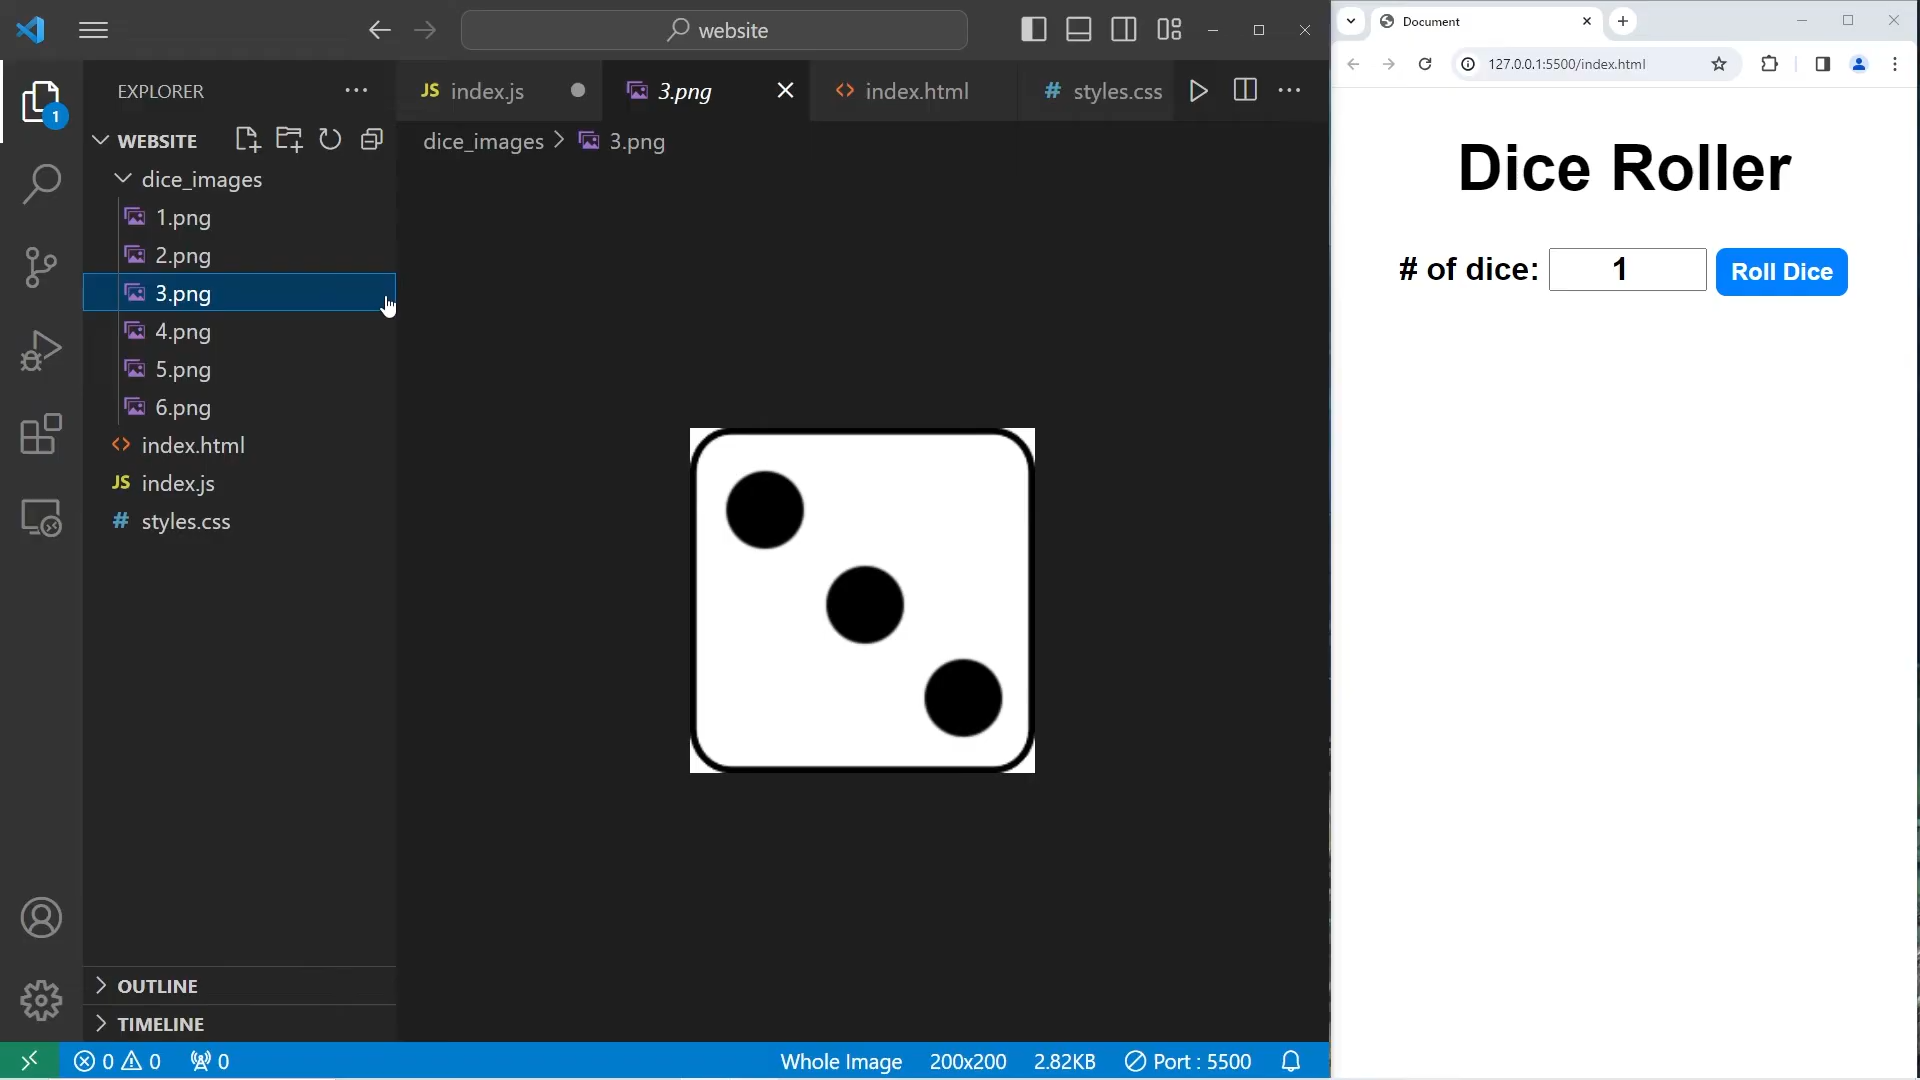 website
EXPLORER
1
WEBSITE
dice_images
1.png
2.png
3.png
4.png
5.png
6.png
index.html
JS index.js
# styles.css
OUTLINE
TIMELINE
JS index.js
3.png
index.html
# styles.css
dice_images > 3.png
0 0 0
Whole Image 200x200 2.82KB Port : 5500
Document
127.0.0.1:5500/index.html
Dice Roller
# of dice: 1 Roll Dice